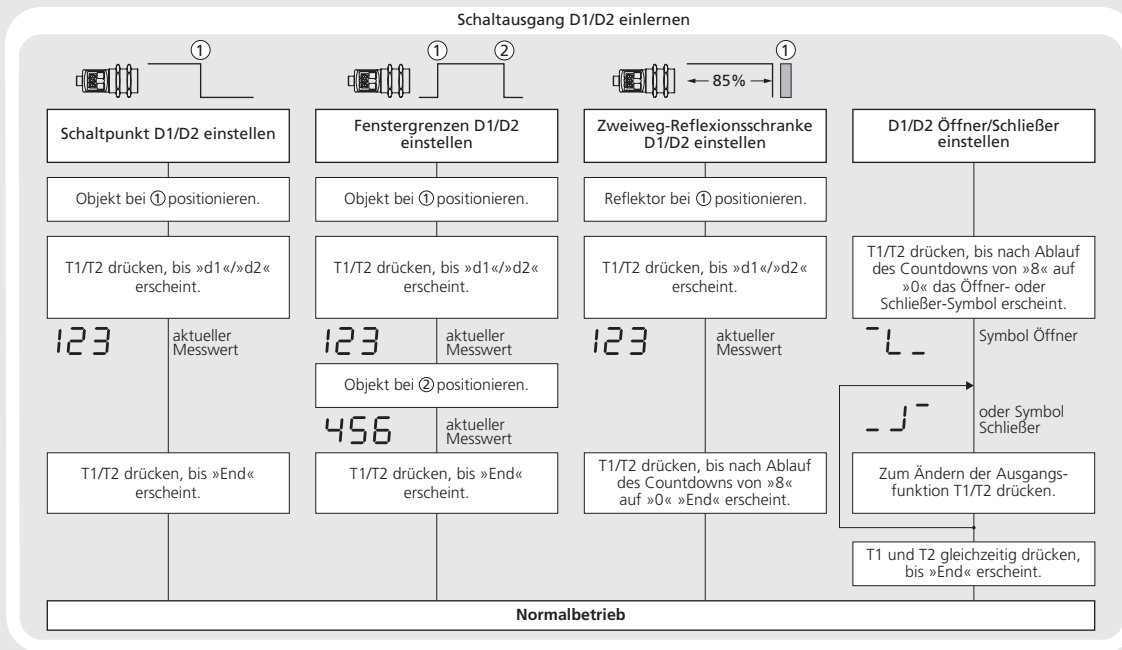 Schaltausgang D1/D2 einlernen
①
Schaltpunkt D1/D2 einstellen
Objekt bei ① positionieren.
T1/T2 drücken, bis »d1«/»d2«
erscheint.
123
aktueller
Messwert
T1/T2 drücken, bis »End«
erscheint.
① ②
Fenstergrenzen D1/D2
einstellen
Objekt bei ① positionieren.
T1/T2 drücken, bis »d1«/»d2«
erscheint.
123
aktueller
Messwert
Objekt bei ② positionieren.
456
aktueller
Messwert
T1/T2 drücken, bis »End«
erscheint.
①
85%
Zweiweg-Reflexionsschranke
D1/D2 einstellen
Reflektor bei ① positionieren.
T1/T2 drücken, bis »d1«/»d2«
erscheint.
123
aktueller
Messwert
T1/T2 drücken, bis nach Ablauf
des Countdowns von »8«
auf »0« »End« erscheint.
D1/D2 Öffner/Schließer
einstellen
T1/T2 drücken, bis nach Ablauf
des Countdowns von »8« auf
»0« das Öffner- oder
Schließer-Symbol erscheint.
Symbol Öffner
oder Symbol
Schließer
Zum Ändern der Ausgangs-
funktion T1/T2 drücken.
T1 und T2 gleichzeitig drücken,
bis »End« erscheint.
Normalbetrieb